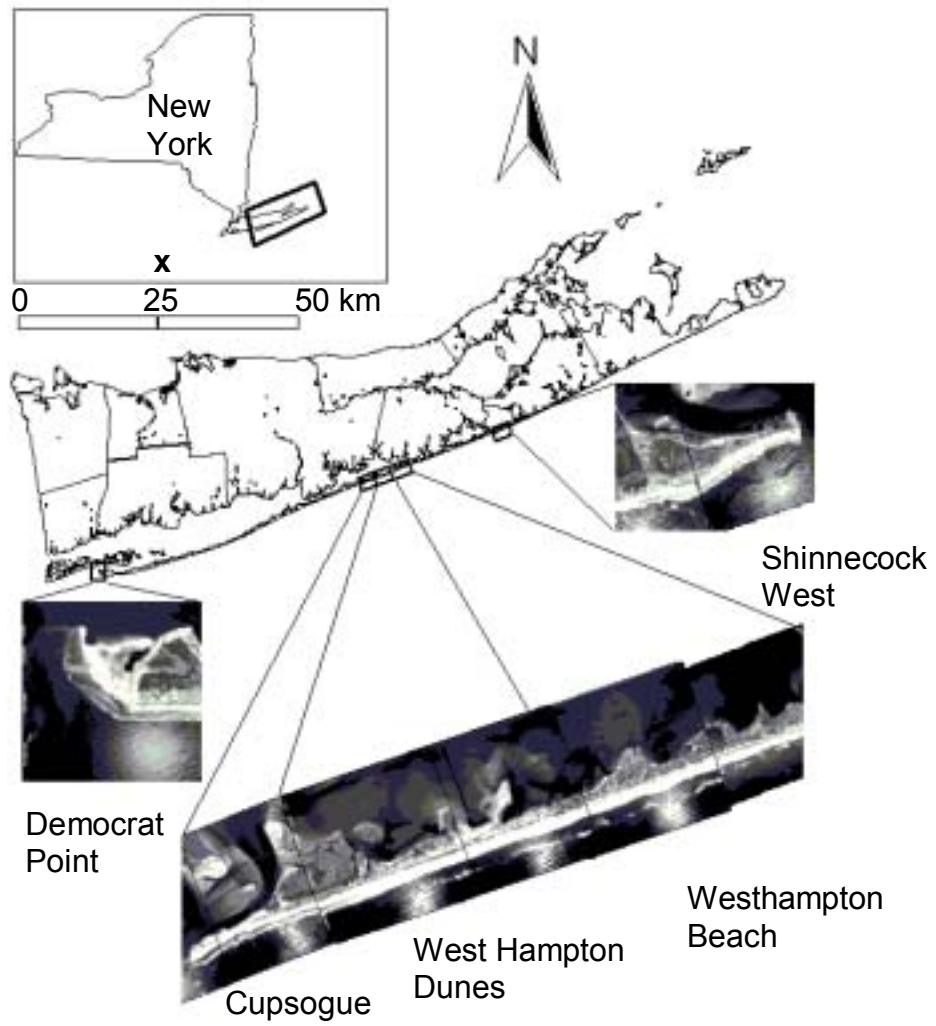 New
York
N
x
0 25 50 km
Shinnecock
West
Democrat
Point
Westhampton
Beach
West Hampton
Dunes
Cupsogue